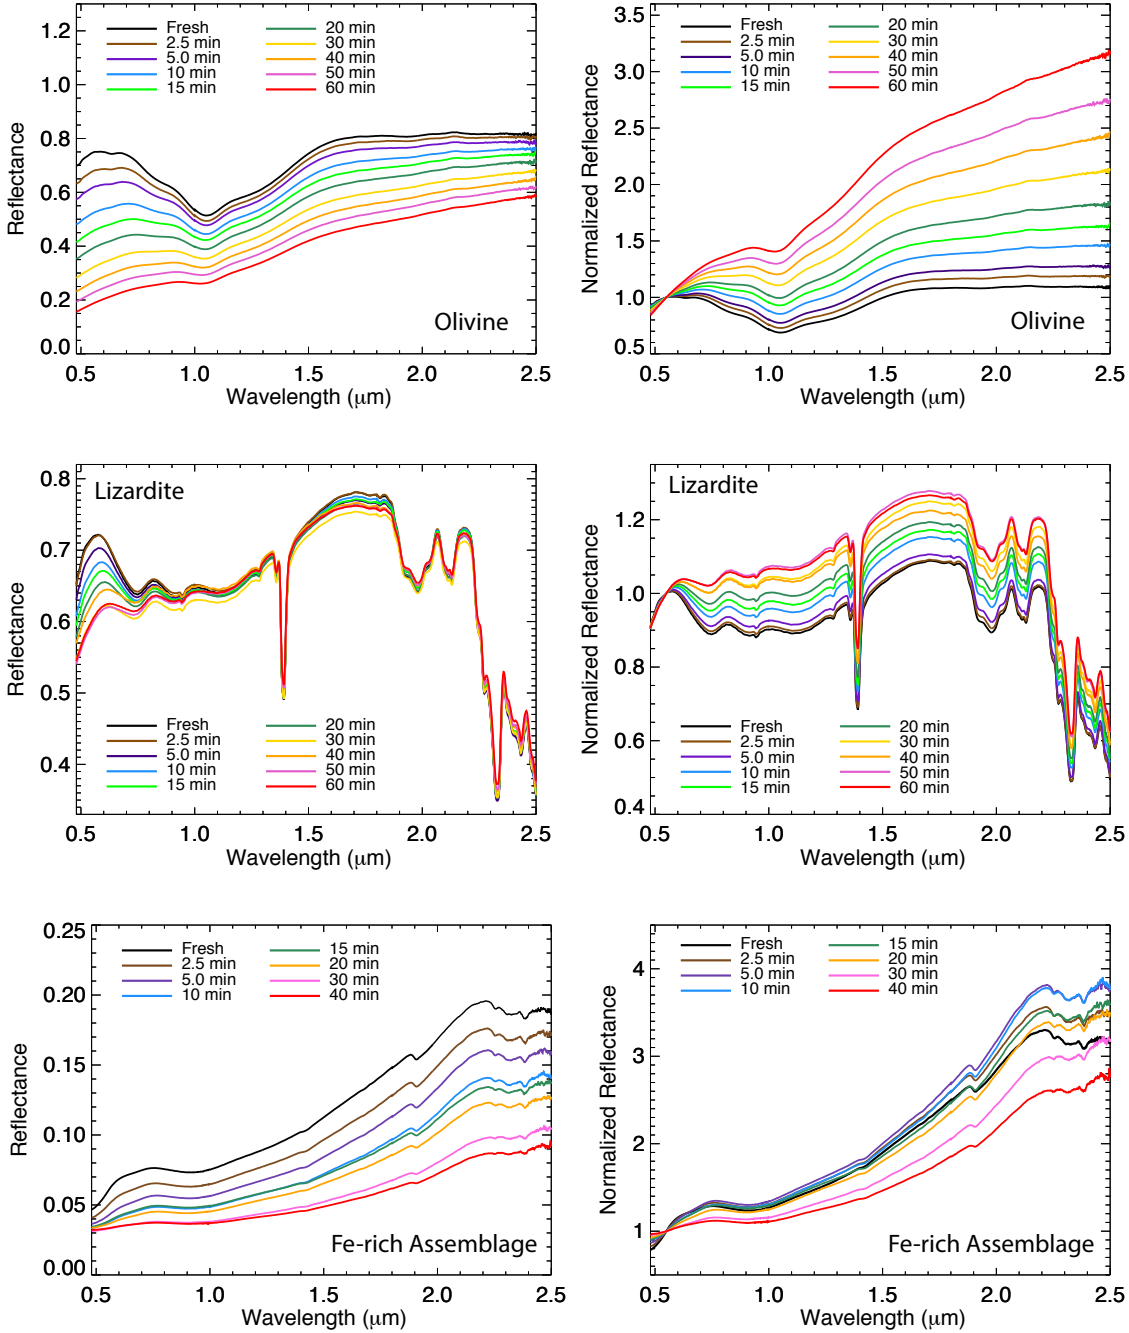 Reflectance
1.2
1.0
0.8
0.6
0.4
0.2
0.0
Fresh
2.5 min
5.0 min
10 min
15 min
20 min
30 min
40 min
50 min
60 min
Olivine
0.5 1.0 1.5 2.0 2.5
Wavelength (μm)
Normalized Reflectance
3.5
3.0
2.5
2.0
1.5
1.0
0.5
Fresh
2.5 min
5.0 min
10 min
15 min
20 min
30 min
40 min
50 min
60 min
Olivine
0.5 1.0 1.5 2.0 2.5
Wavelength (μm)
Reflectance
0.8
0.7
0.6
0.5
0.4
Lizardite
Fresh
2.5 min
5.0 min
10 min
15 min
20 min
30 min
40 min
50 min
60 min
0.5 1.0 1.5 2.0 2.5
Wavelength (μm)
Normalized Reflectance
1.2
1.0
0.8
0.6
0.4
Lizardite
Fresh
2.5 min
5.0 min
10 min
15 min
20 min
30 min
40 min
50 min
60 min
0.5 1.0 1.5 2.0 2.5
Wavelength (μm)
Reflectance
0.25
0.20
0.15
0.10
0.05
0.00
Fresh
2.5 min
5.0 min
10 min
15 min
20 min
30 min
40 min
Fe-rich Assemblage
0.5 1.0 1.5 2.0 2.5
Wavelength (μm)
Normalized Reflectance
4
3
2
1
Fresh
2.5 min
5.0 min
10 min
15 min
20 min
30 min
40 min
Fe-rich Assemblage
0.5 1.0 1.5 2.0 2.5
Wavelength (μm)